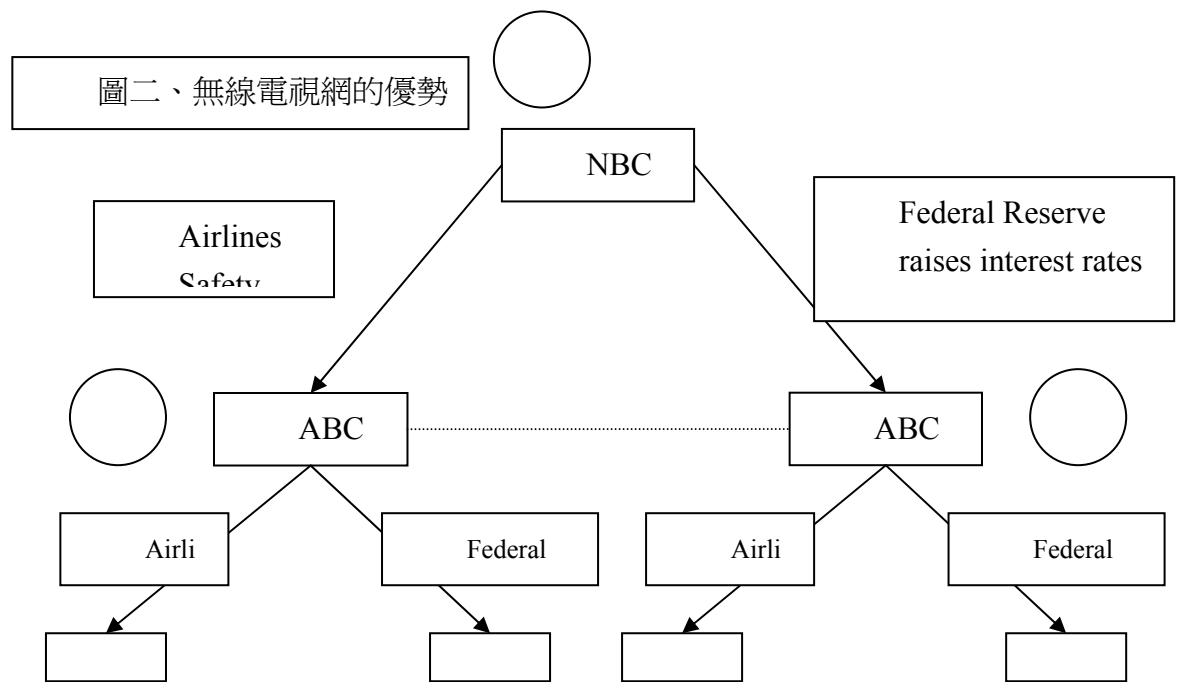 圖二、無線電視網的優勢
NBC
Airlines
Safety
Federal Reserve
raises interest rates
ABC
ABC
Airli
Federal
Airli
Federal